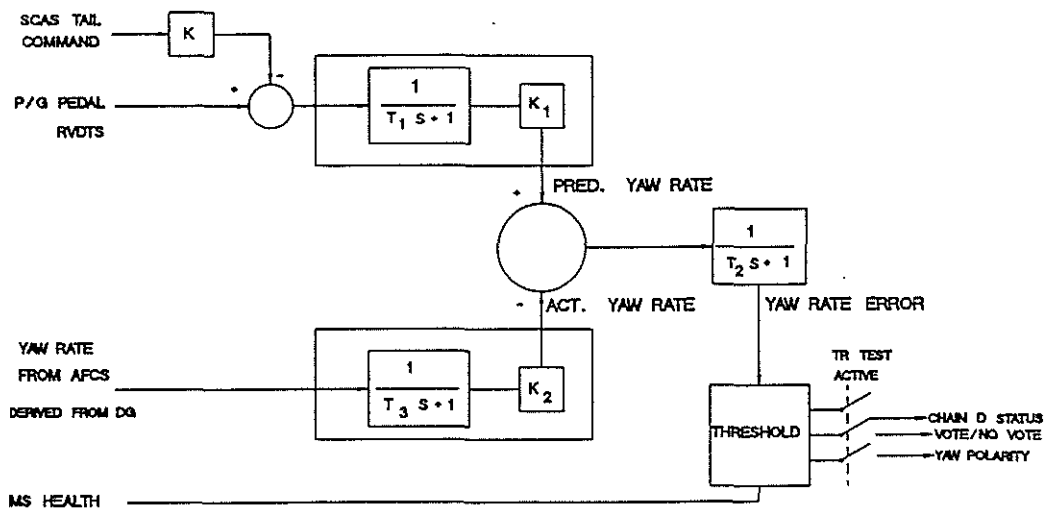 SCAS TAIL
COMMAND
K
-
+
P/G PEDAL
RVDTS
1
T1 S + 1
K1
+
PRED. YAW RATE
1
T2 S + 1
-
ACT. YAW RATE
YAW RATE ERROR
YAW RATE
FROM AFCS
DERIVED FROM DG
1
T3 S + 1
K2
TR TEST
ACTIVE
THRESHOLD
CHAIN D STATUS
VOTE/NO VOTE
YAW POLARITY
IMS HEALTH